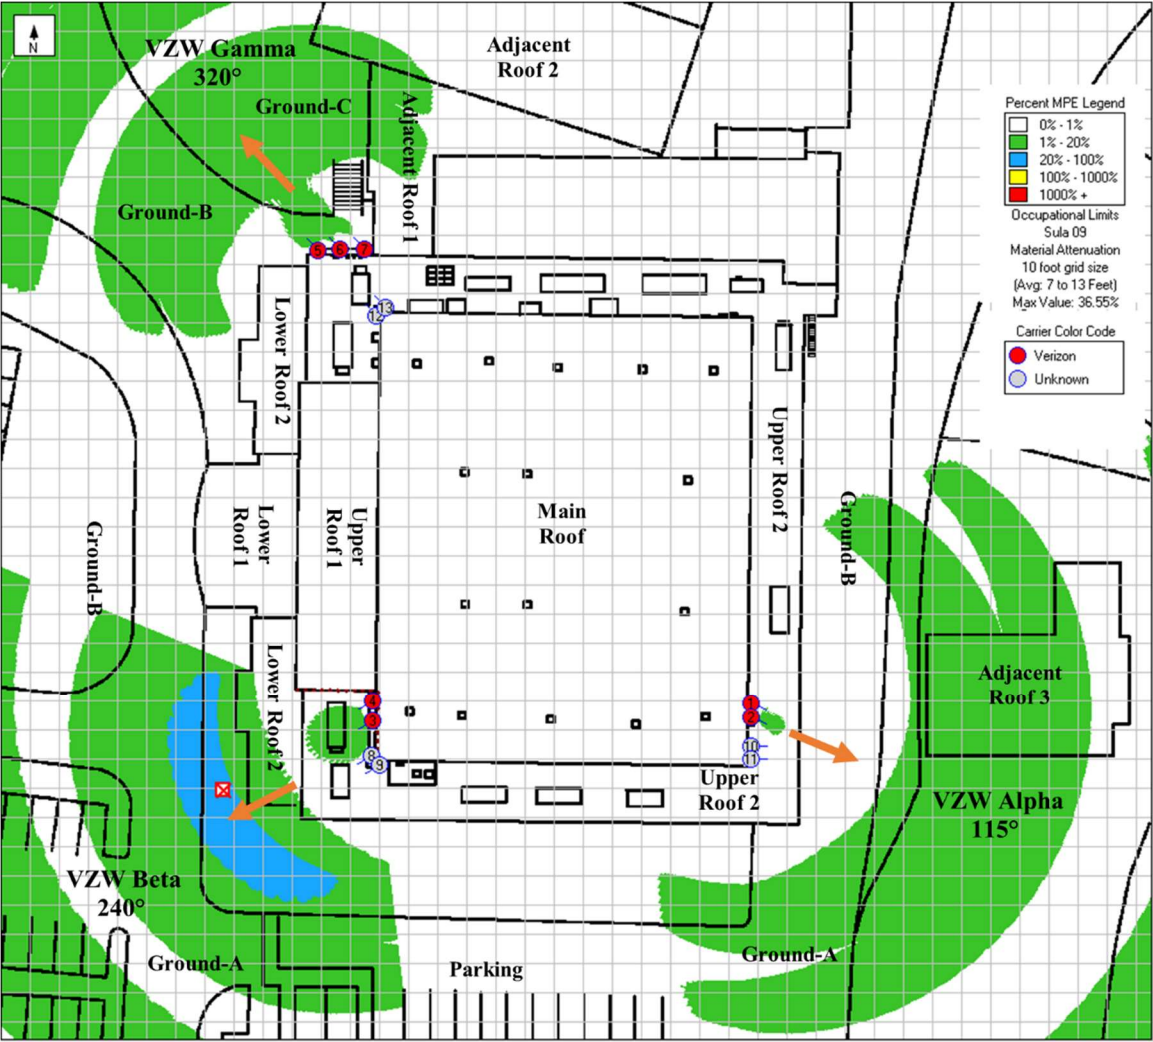 N
VZW Gamma
320°
Adjacent
Roof 2
Ground-C
Adjacent Roof 1
Ground-B
Percent MPE Legend
0% - 1%
1% - 20%
20% - 100%
100% - 1000%
1000% +
Occupational Limits
Sula 09
Material Attenuation
10 foot grid size
(Avg: 7 to 13 Feet)
Max Value: 36.55%
Carrier Color Code
Verizon
Unknown
5
6
7
13
12
Lower Roof 2
Upper Roof 2
Main
Roof
Upper
Roof 1
Lower
Roof 1
Ground-B
Ground-B
Lower Roof 2
Adjacent
Roof 3
4
3
8
9
1
2
10
11
Upper
Roof 2
VZW Alpha
115°
VZW Beta
240°
Ground-A
Parking
Ground-A